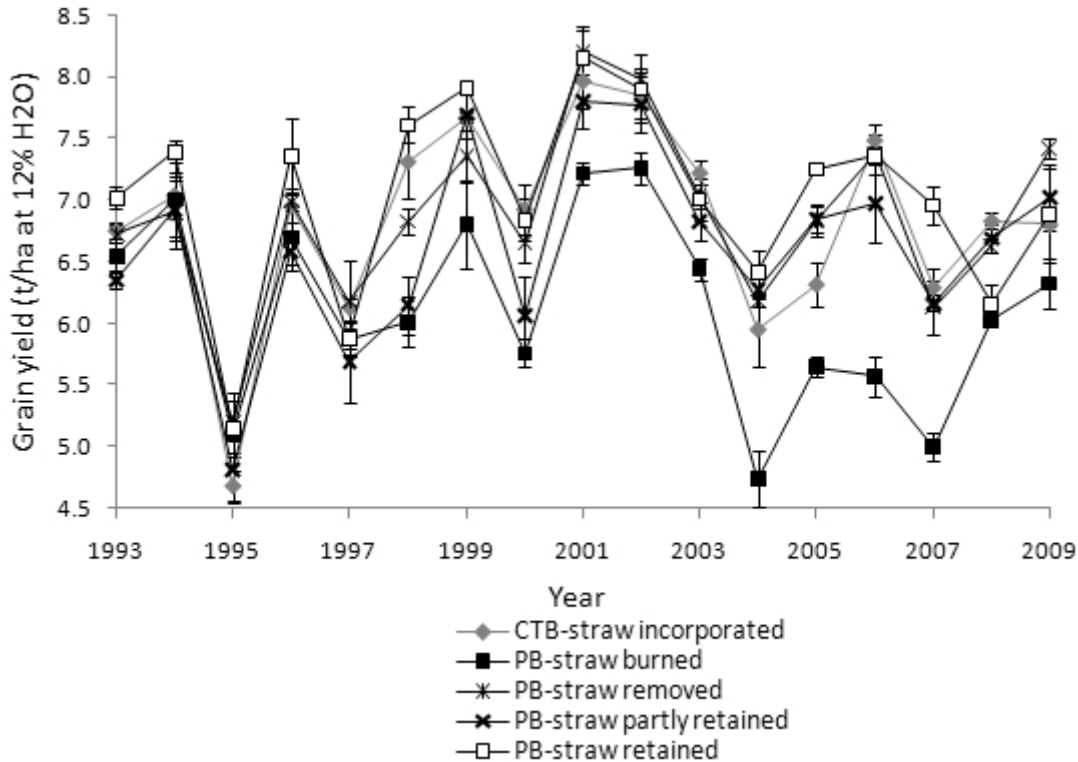 Grain yield (t/ha at 12% H2O)
8.5
8.0
7.5
7.0
6.5
6.0
5.5
5.0
4.5
1993 1995 1997 1999 2001 2003 2005 2007 2009
Year
CTB-straw incorporated
PB-straw burned
PB-straw removed
PB-straw partly retained
PB-straw retained